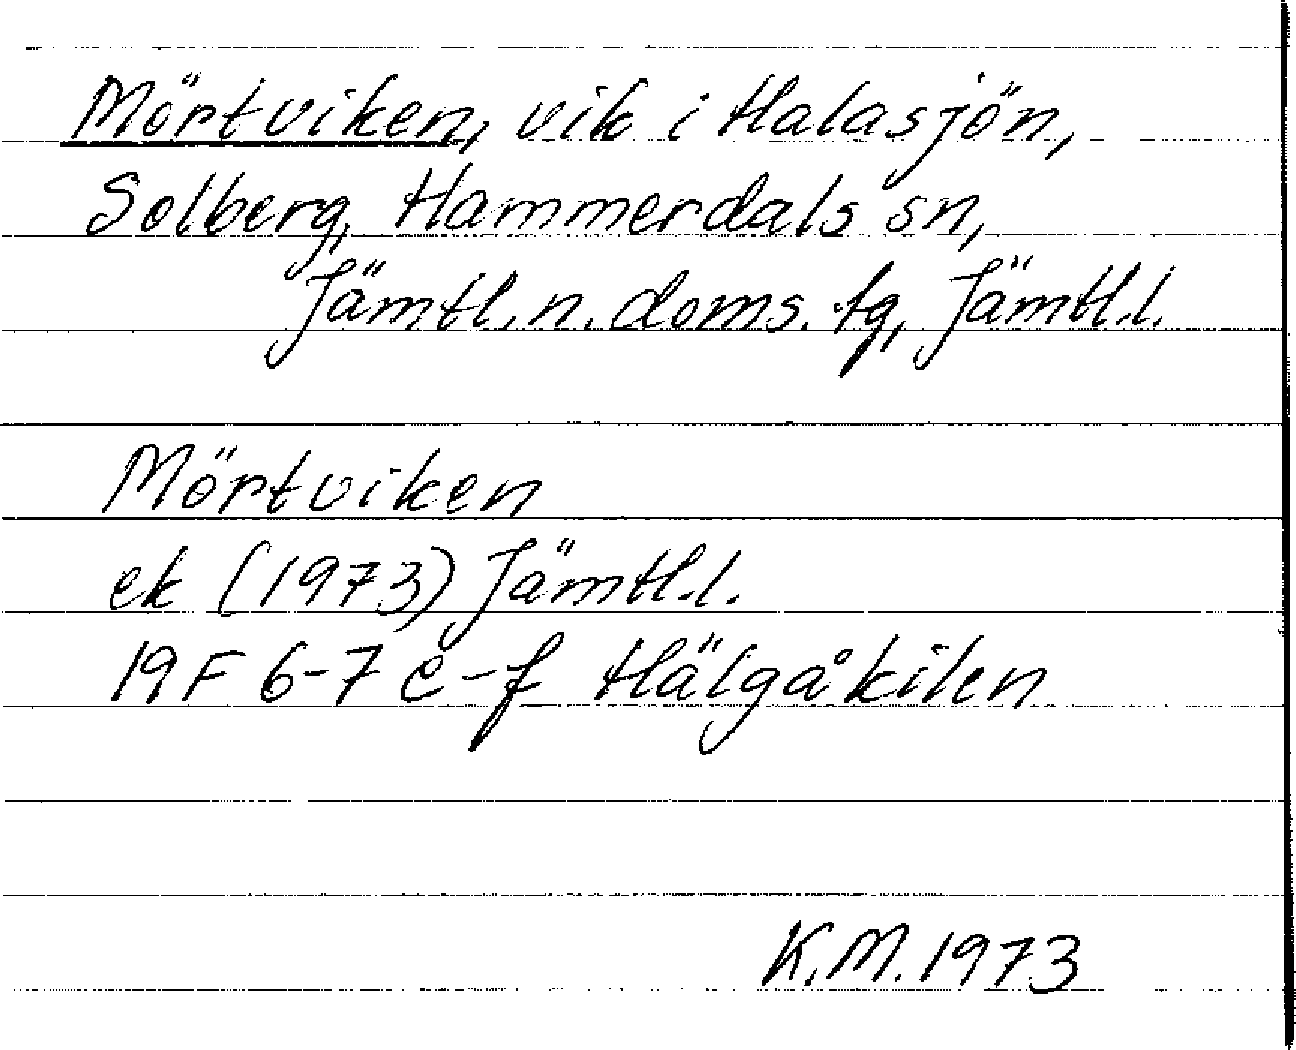 Mörtviken, vik i Halasjön,
Solberg, Hammerdals sn,
Jämtl. n. doms. tg, Jämtl.l.
Mörtviken
ek (1973) Jämtl.l.
19F 6-7 e-f Hälgåkilen
K.M. 1973